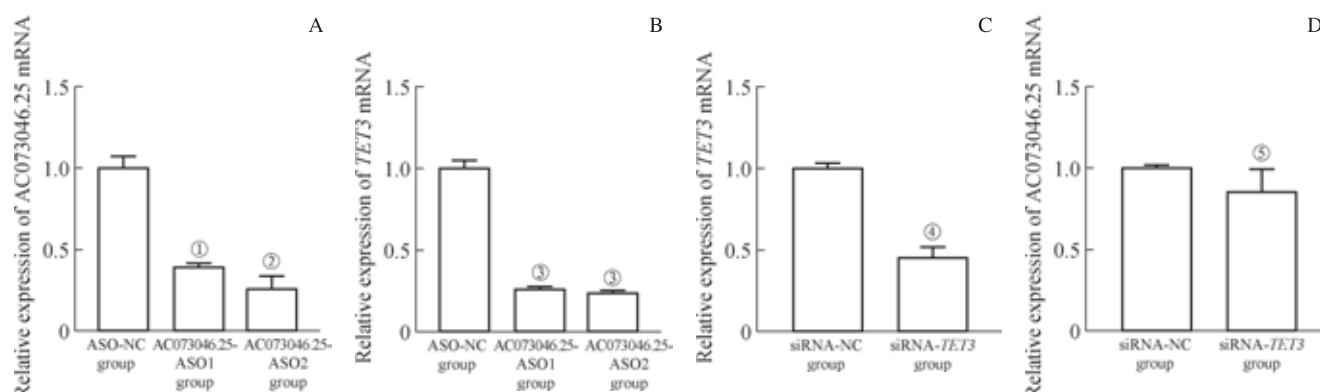 A
Relative expression of AC073046.25 mRNA
1.5
1.0
0.5
0
①
②
ASO-NC
group
AC073046.25-
ASO1
group
AC073046.25-
ASO2
group
B
Relative expression of TET3 mRNA
1.5
1.0
0.5
0
③
③
ASO-NC
group
AC073046.25-
ASO1
group
AC073046.25-
ASO2
group
C
Relative expression of TET3 mRNA
1.5
1.0
0.5
0
④
siRNA-NC
group
siRNA-TET3
group
D
Relative expression of AC073046.25 mRNA
1.5
1.0
0.5
0
⑤
siRNA-NC
group
siRNA-TET3
group